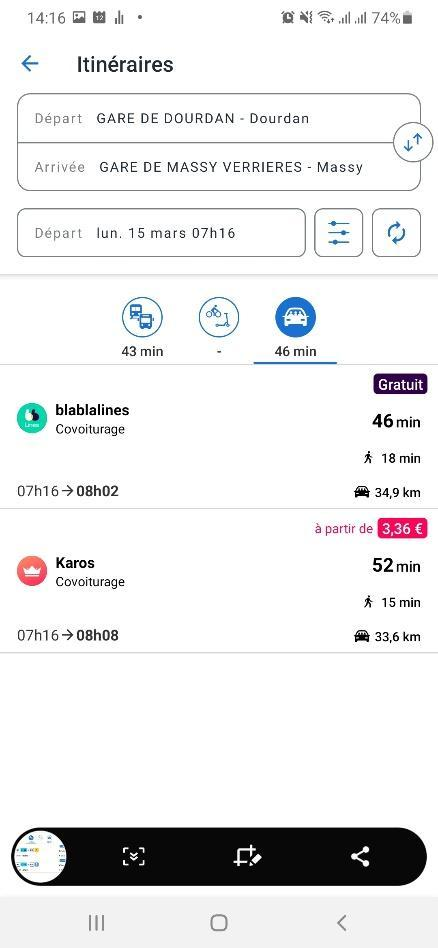 14:16 74%
Itinéraires
Départ GARE DE DOURDAN - Dourdan
Arrivée GARE DE MASSY VERRIERES - Massy
Départ lun. 15 mars 07h16
43 min - 46 min
Gratuit
blablalines
46 min
Lines
Covoiturage
18 min
07h16 → 08h02 34,9 km
à partir de 3,36 €
Karos
52 min
Covoiturage
15 min
07h16 → 08h08 33,6 km